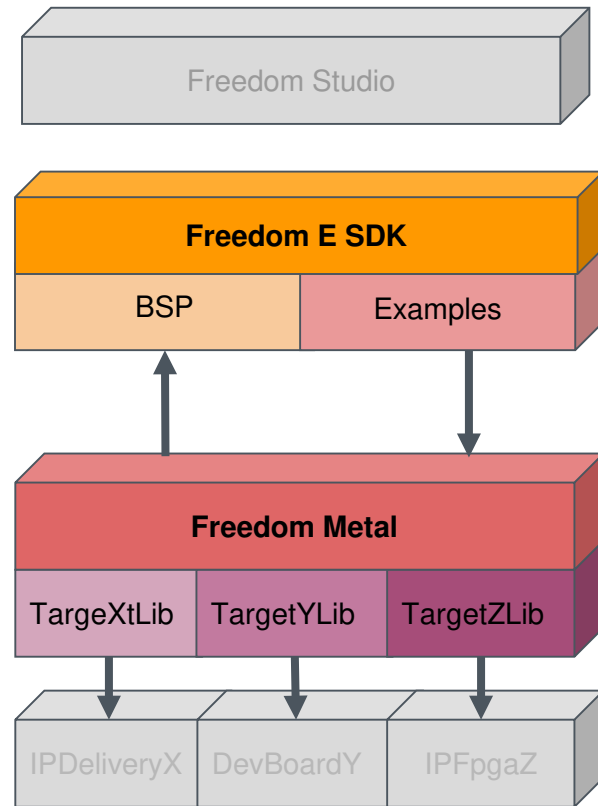 Freedom Studio
Freedom E SDK
BSP
Examples
Freedom Metal
TargeXtLib
TargetYLib
TargetZLib
IPDeliveryX
DevBoardY
IPFpgaZ